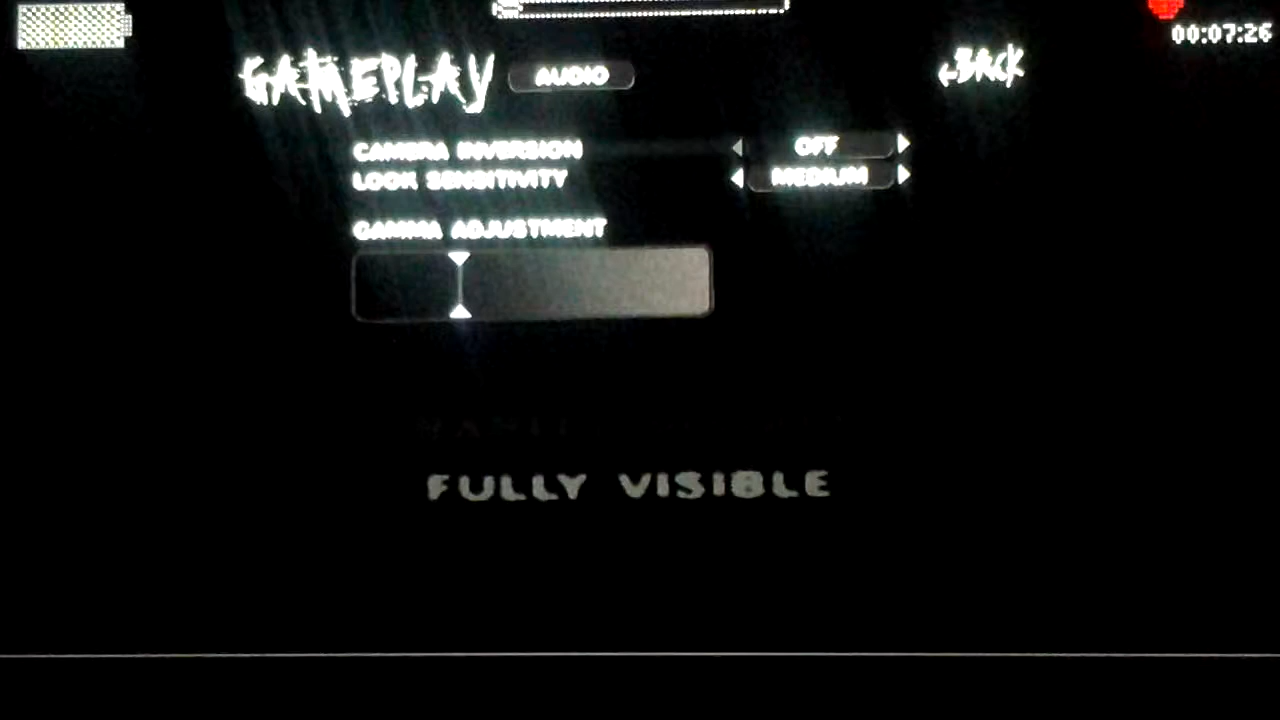 00:07:26
GAMEPLAY AUDIO BACK
CAMERA INVERSION OFF
LOOK SENSITIVITY MEDIUM
GAMMA ADJUSTMENT
FULLY VISIBLE